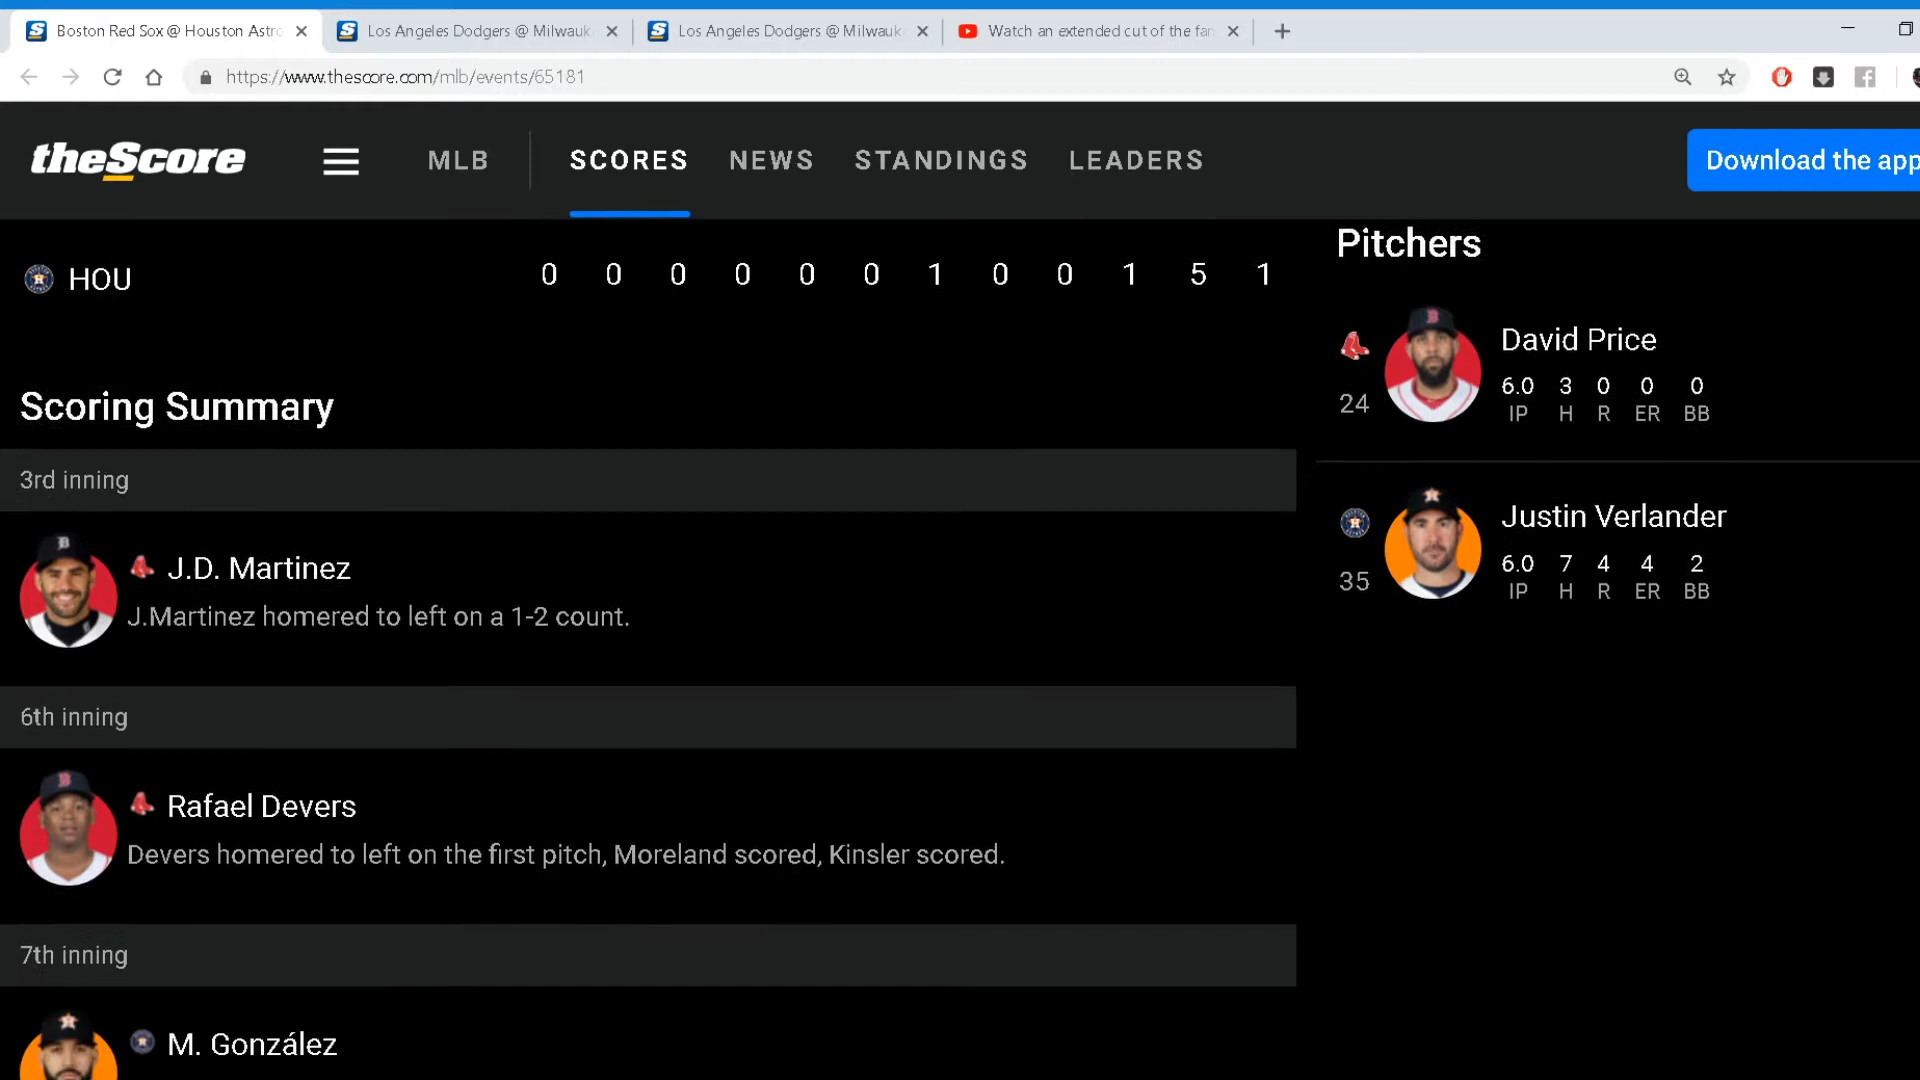 Boston Red Sox @ Houston Astro
Los Angeles Dodgers @ Milwauk
Los Angeles Dodgers @ Milwauk
Watch an extended cut of the fan
https://www.thescore.com/mlb/events/65181
theScore
MLB
SCORES
NEWS
STANDINGS
LEADERS
Download the app
HOU 0 0 0 0 0 0 1 0 0 1 5 1
Scoring Summary
3rd inning
J.D. Martinez
J.Martinez homered to left on a 1-2 count.
6th inning
Rafael Devers
Devers homered to left on the first pitch, Moreland scored, Kinsler scored.
7th inning
M. González
Pitchers
David Price
24
6.0 3 0 0 0
IP H R ER BB
Justin Verlander
35
6.0 7 4 4 2
IP H R ER BB